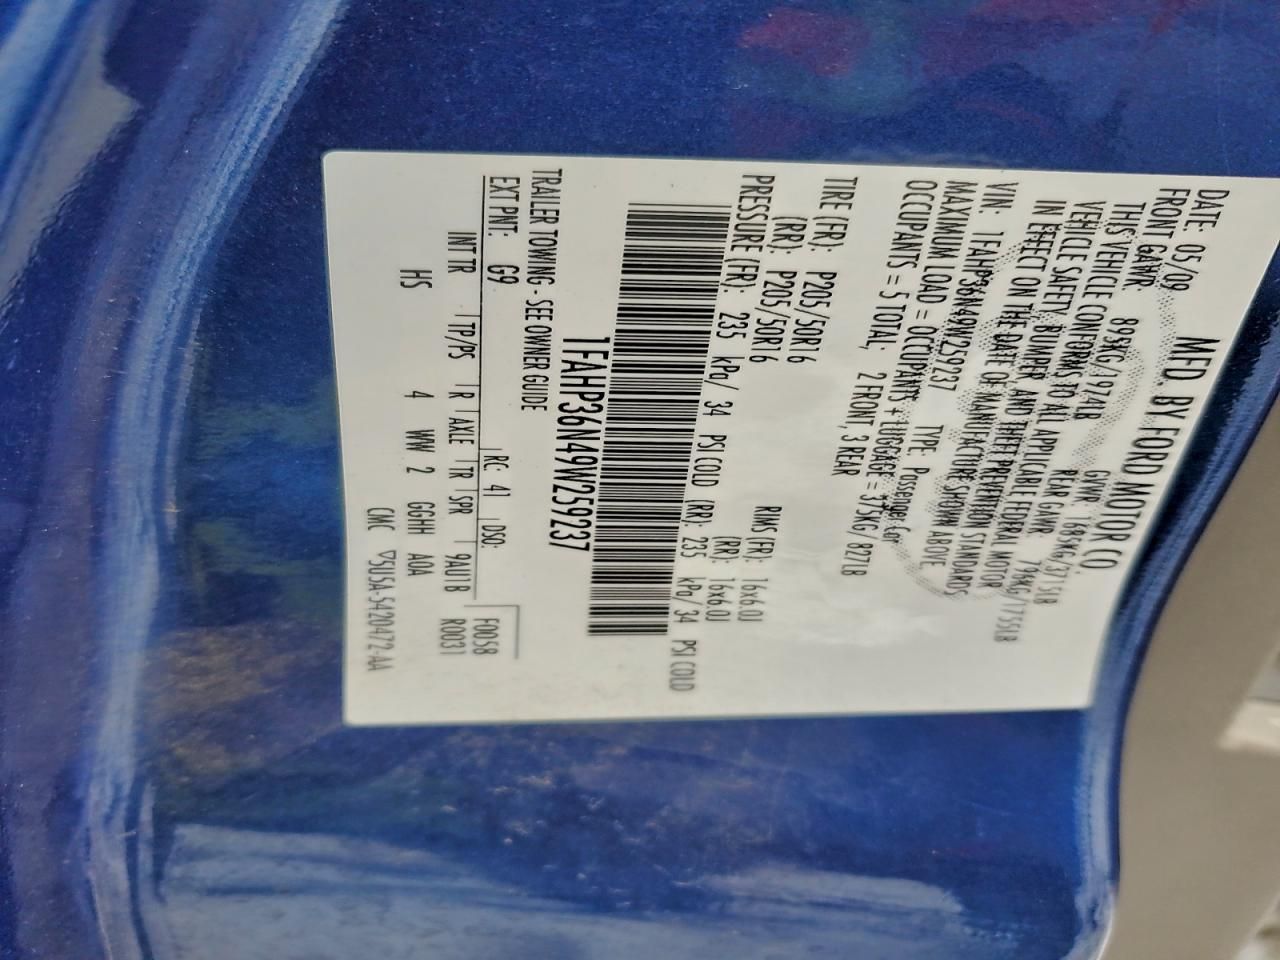 MFD. BY FORD MOTOR CO.
DATE: 05/09 GVWR: 1685KG/3715LB
FRONT GAWR: 895KG/1974LB REAR GAWR: 796KG/1755LB
THIS VEHICLE CONFORMS TO ALL APPLICABLE FEDERAL MOTOR
VEHICLE SAFETY, BUMPER, AND THEFT PREVENTION STANDARDS
IN EFFECT ON THE DATE OF MANUFACTURE SHOWN ABOVE
VIN: 1FAHP36N49W259237 TYPE: Passenger Car
MAXIMUM LOAD = OCCUPANTS + LUGGAGE = 375KG/ 827LB
OCCUPANTS = 5 TOTAL, 2 FRONT, 3 REAR
TIRE (FR): P205/50R16 RIMS (FR): 16x6.0J
(RR): P205/50R16 (RR): 16x6.0J
PRESSURE (FR): 235 kPa/ 34 PSI COLD (RR): 235 kPa/ 34 PSI COLD
1FAHP36N49W259237
TRAILER TOWING - SEE OWNER GUIDE
F0058
R0031
EXT PNT: G9 RC: 41 DSO:
INT TR TP/PS R AXLE TR SPR 9AU1B
HS 4 WW 2 GGHH A0A
CMC ▽5U5A-5420472-AA